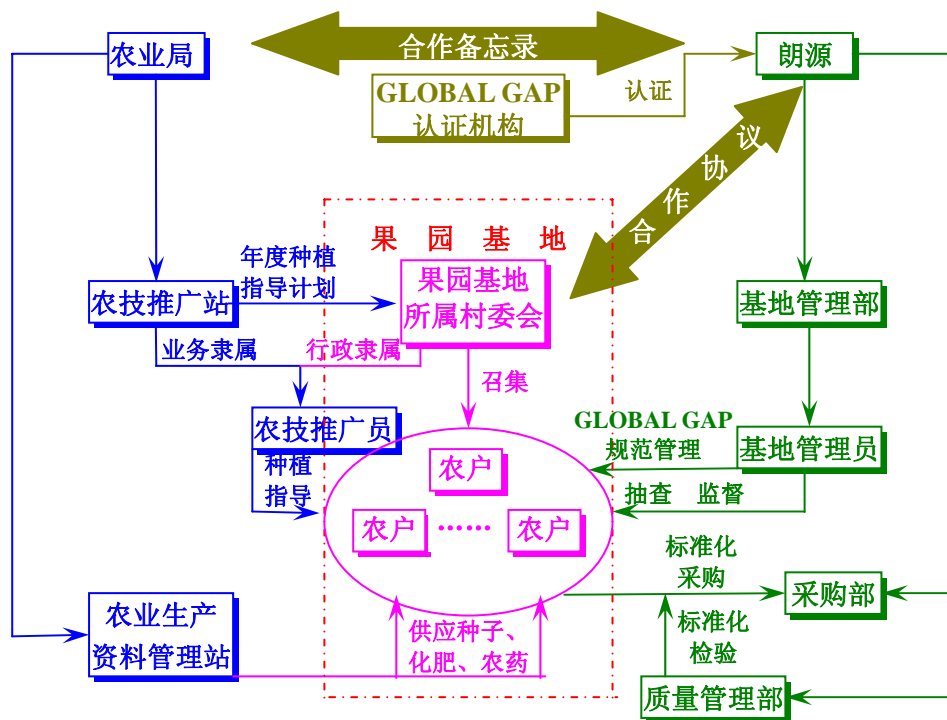 农业局
合作备忘录
朗源
GLOBAL GAP
认证机构
认证
合作协议
果园基地
年度种植
指导计划
农技推广站
果园基地
所属村委会
基地管理部
业务隶属
行政隶属
召集
农技推广员
GLOBAL GAP
规范管理
基地管理员
种植
指导
农户
抽查 监督
农户
……
农户
标准化
采购
采购部
农业生产
资料管理站
供应种子、
化肥、农药
标准化
检验
质量管理部